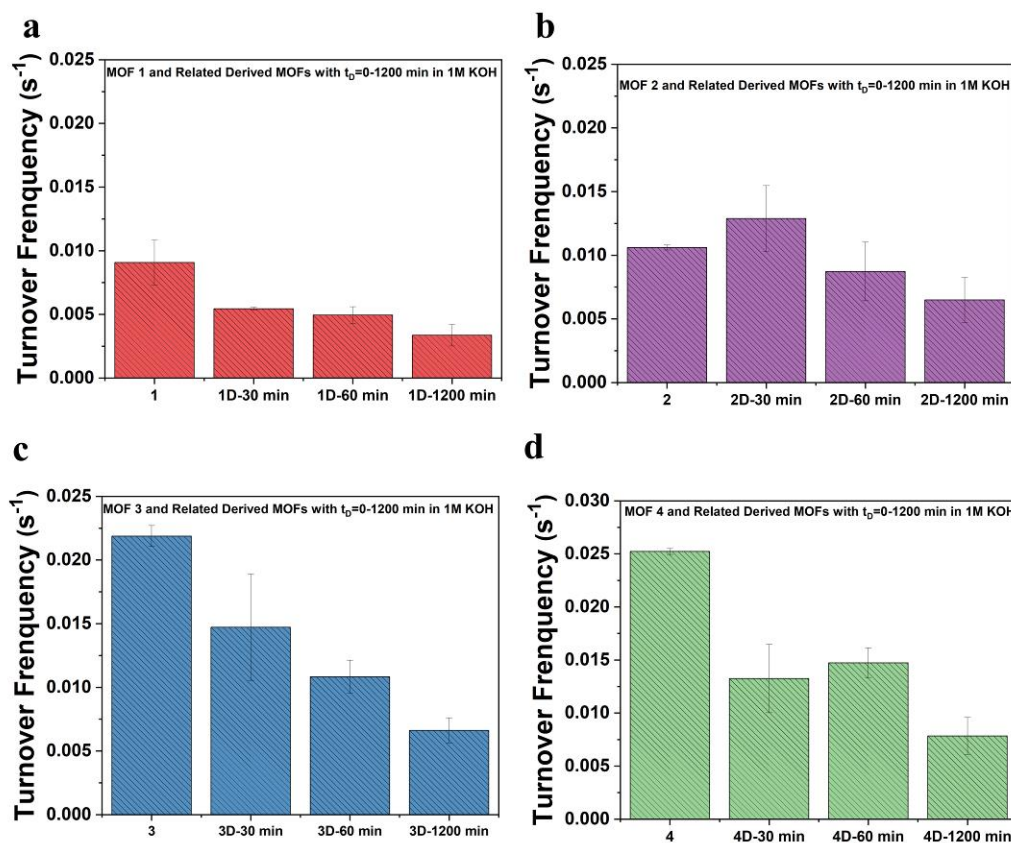 a
MOF 1 and Related Derived MOFs with t_D=0-1200 min in 1M KOH
Turnover Frenquency (s⁻¹)
0.025
0.020
0.015
0.010
0.005
0.000
1
1D-30 min
1D-60 min
1D-1200 min
b
MOF 2 and Related Derived MOFs with t_D=0-1200 min in 1M KOH
Turnover Frenquency (s⁻¹)
0.025
0.020
0.015
0.010
0.005
0.000
2
2D-30 min
2D-60 min
2D-1200 min
c
MOF 3 and Related Derived MOFs with t_D=0-1200 min in 1M KOH
Turnover Frenquency (s⁻¹)
0.025
0.020
0.015
0.010
0.005
0.000
3
3D-30 min
3D-60 min
3D-1200 min
d
MOF 4 and Related Derived MOFs with t_D=0-1200 min in 1M KOH
Turnover Frenquency (s⁻¹)
0.030
0.025
0.020
0.015
0.010
0.005
0.000
4
4D-30 min
4D-60 min
4D-1200 min